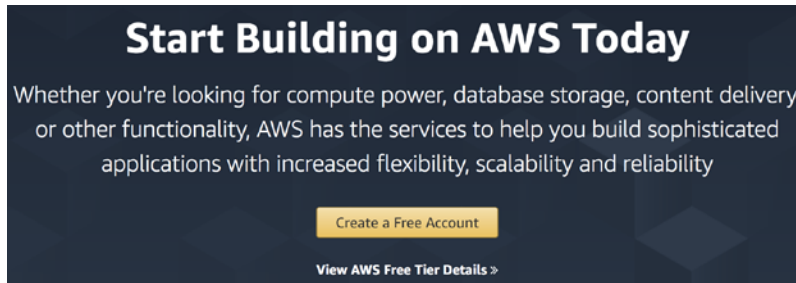 Start Building on AWS Today
Whether you're looking for compute power, database storage, content delivery
or other functionality, AWS has the services to help you build sophisticated
applications with increased flexibility, scalability and reliability
Create a Free Account
View AWS Free Tier Details »